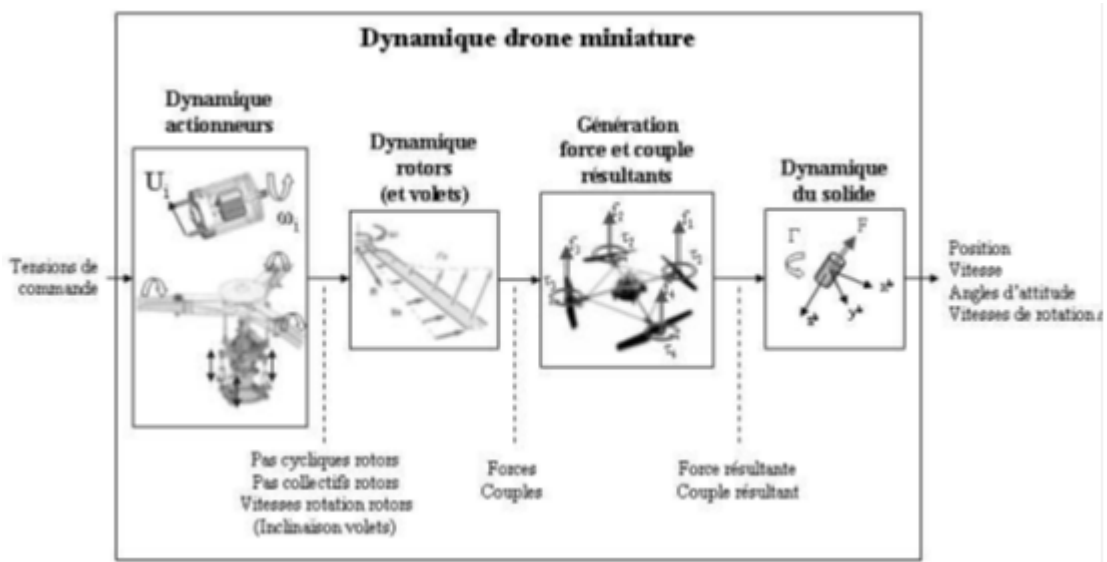 Dynamique drone miniature
Dynamique
actionneurs
Dynamique
rotors
(et volets)
Génération
force et couple
résultants
Dynamique
du solide
U i
ω i
Γ
Tensions de
commande
Position
Vitesse
Angles d'attitude
Vitesses de rotations
Pas cycliques rotors
Pas collectifs rotors
Vitesses rotation rotors
(Inclinaison volets)
Forces
Couples
Force résultante
Couple résultant